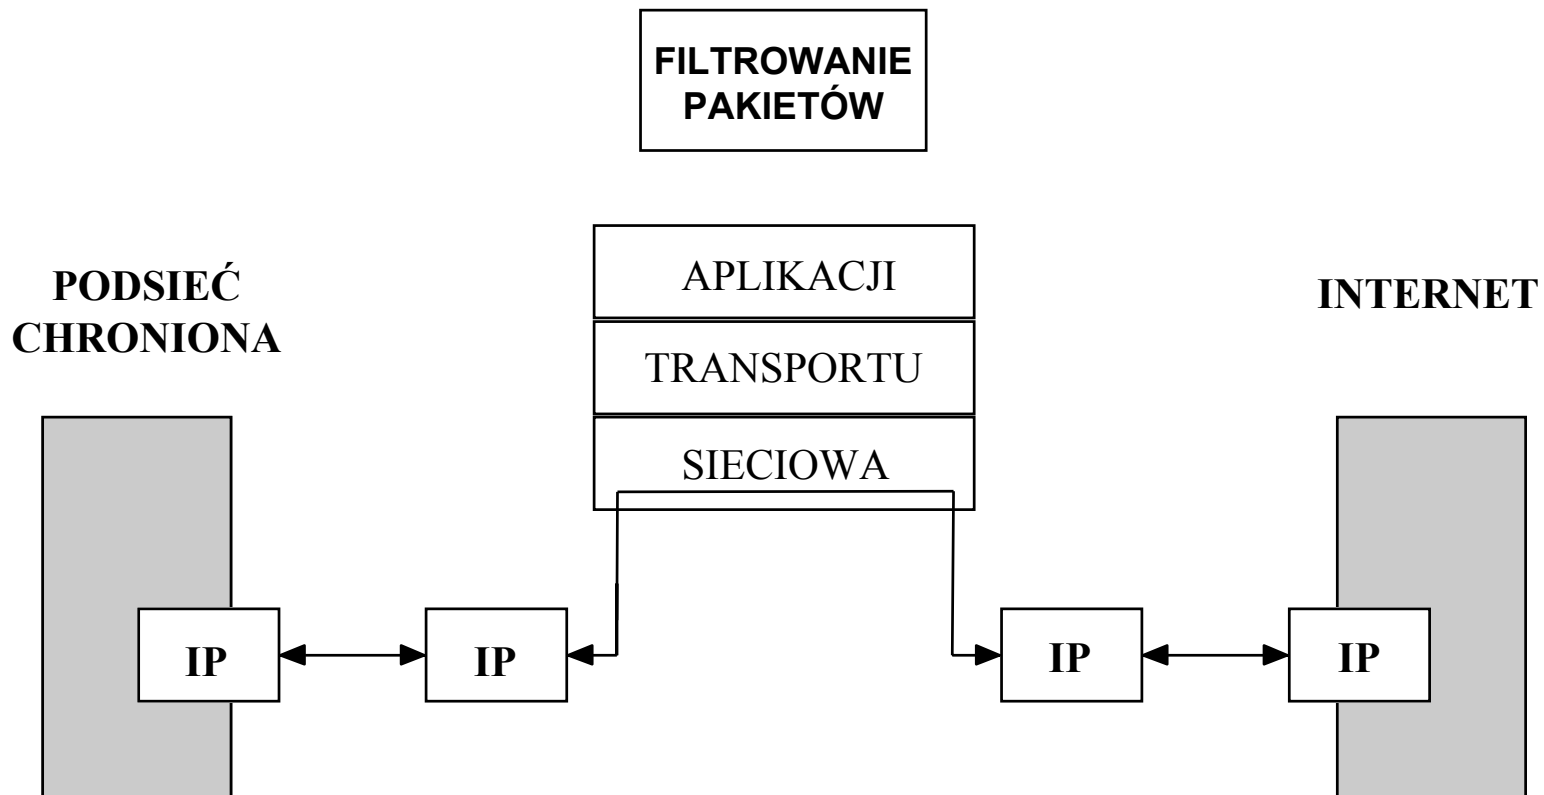 FILTROWANIE
PAKIETÓW
PODSIEĆ
CHRONIONA
APLIKACJI
TRANSPORTU
SIECIOWA
INTERNET
IP
IP
IP
IP